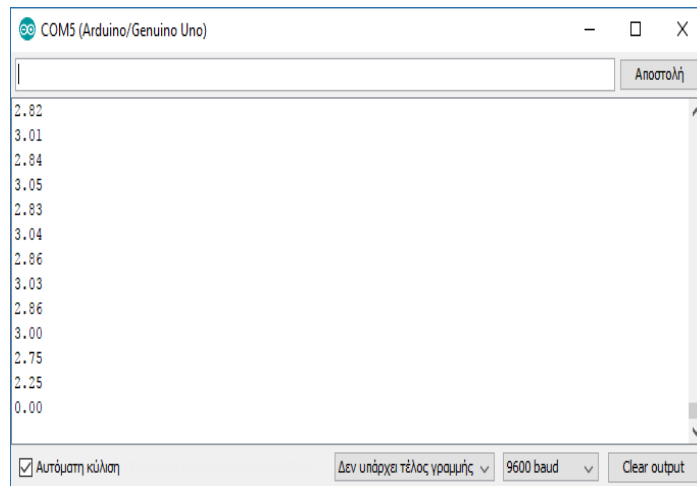 COM5 (Arduino/Genuino Uno)
Αποστολή
2.82
3.01
2.84
3.05
2.83
3.04
2.86
3.03
2.86
3.00
2.75
2.25
0.00
Αυτόματη κύλιση
Δεν υπάρχει τέλος γραμμής
9600 baud
Clear output